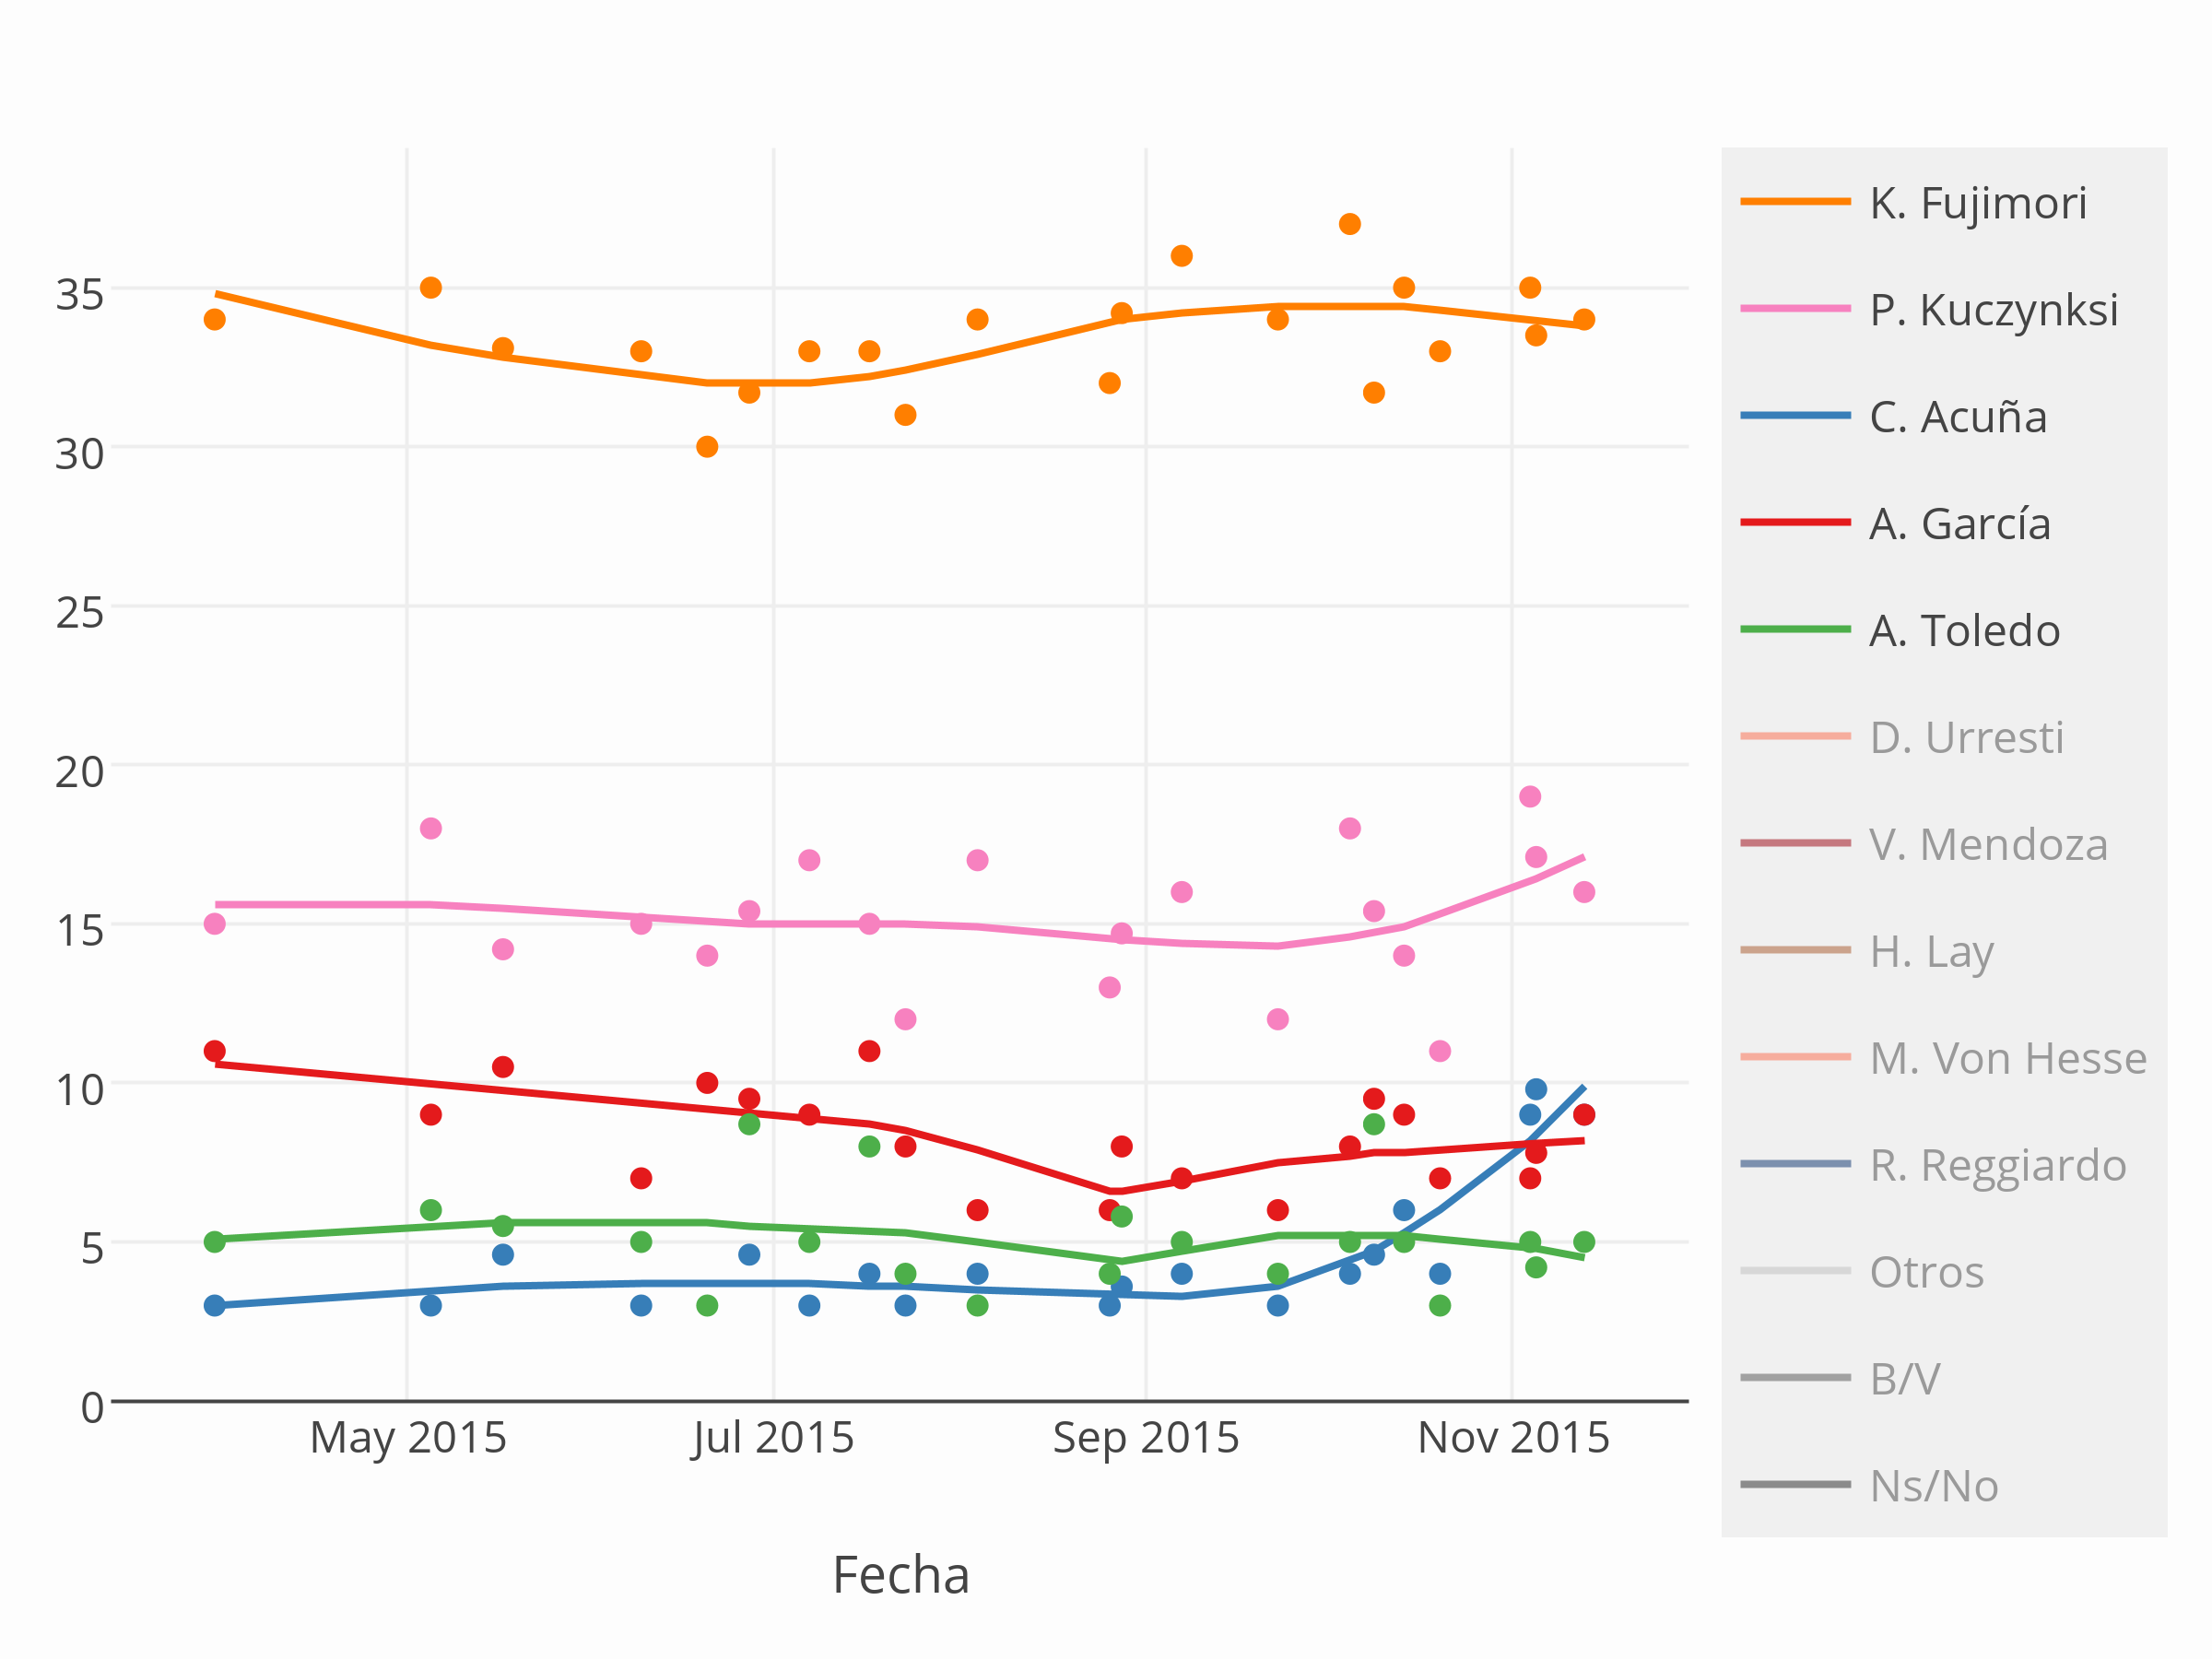 35
30
25
20
15
10
5
0
May 2015
Jul 2015
Sep 2015
Nov 2015
Fecha
K. Fujimori
P. Kuczynksi
C. Acuña
A. García
A. Toledo
D. Urresti
V. Mendoza
H. Lay
M. Von Hesse
R. Reggiardo
Otros
B/V
Ns/No